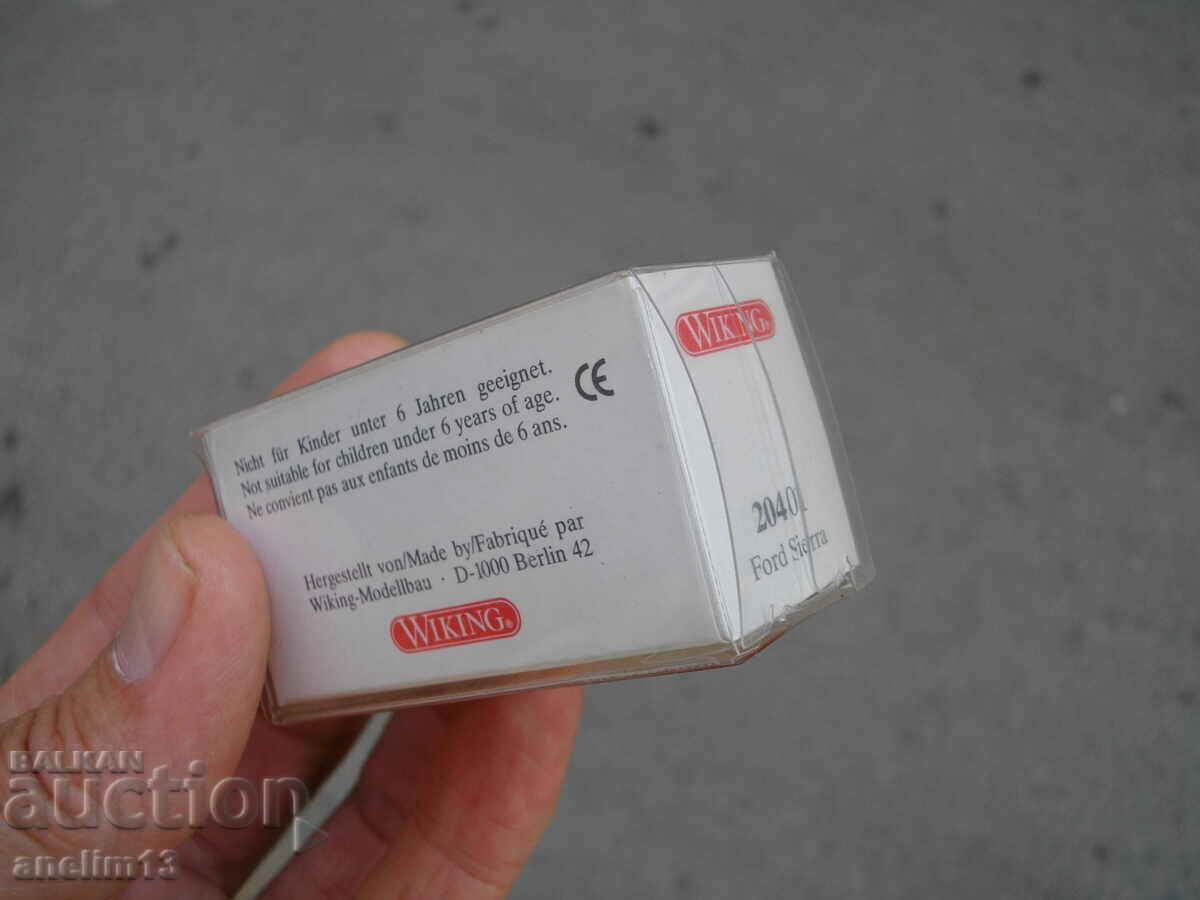 Nicht für Kinder unter 6 Jahren geeignet.
Not suitable for children under 6 years of age.
Ne convient pas aux enfants de moins de 6 ans.
CE
Hergestellt von/Made by/Fabriqué par
Wiking-Modellbau · D-1000 Berlin 42
WIKING®
WIKING®
20401
Ford Sierra
BALKAN
auction
anelim13